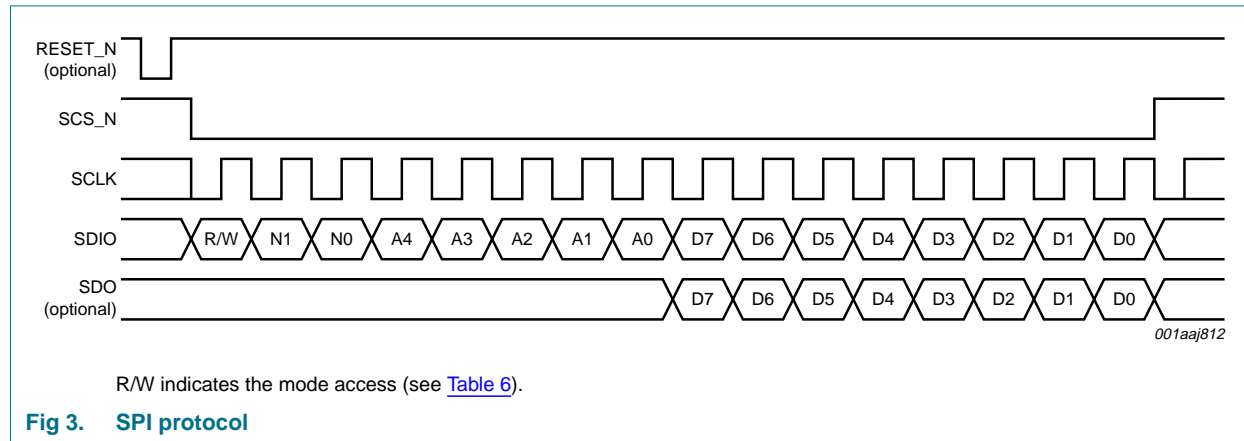 RESET_N
(optional)
SCS_N
SCLK
SDIO R/W N1 N0 A4 A3 A2 A1 A0 D7 D6 D5 D4 D3 D2 D1 D0
SDO
(optional) D7 D6 D5 D4 D3 D2 D1 D0
001aaj812
R/W indicates the mode access (see Table 6).
Fig 3. SPI protocol